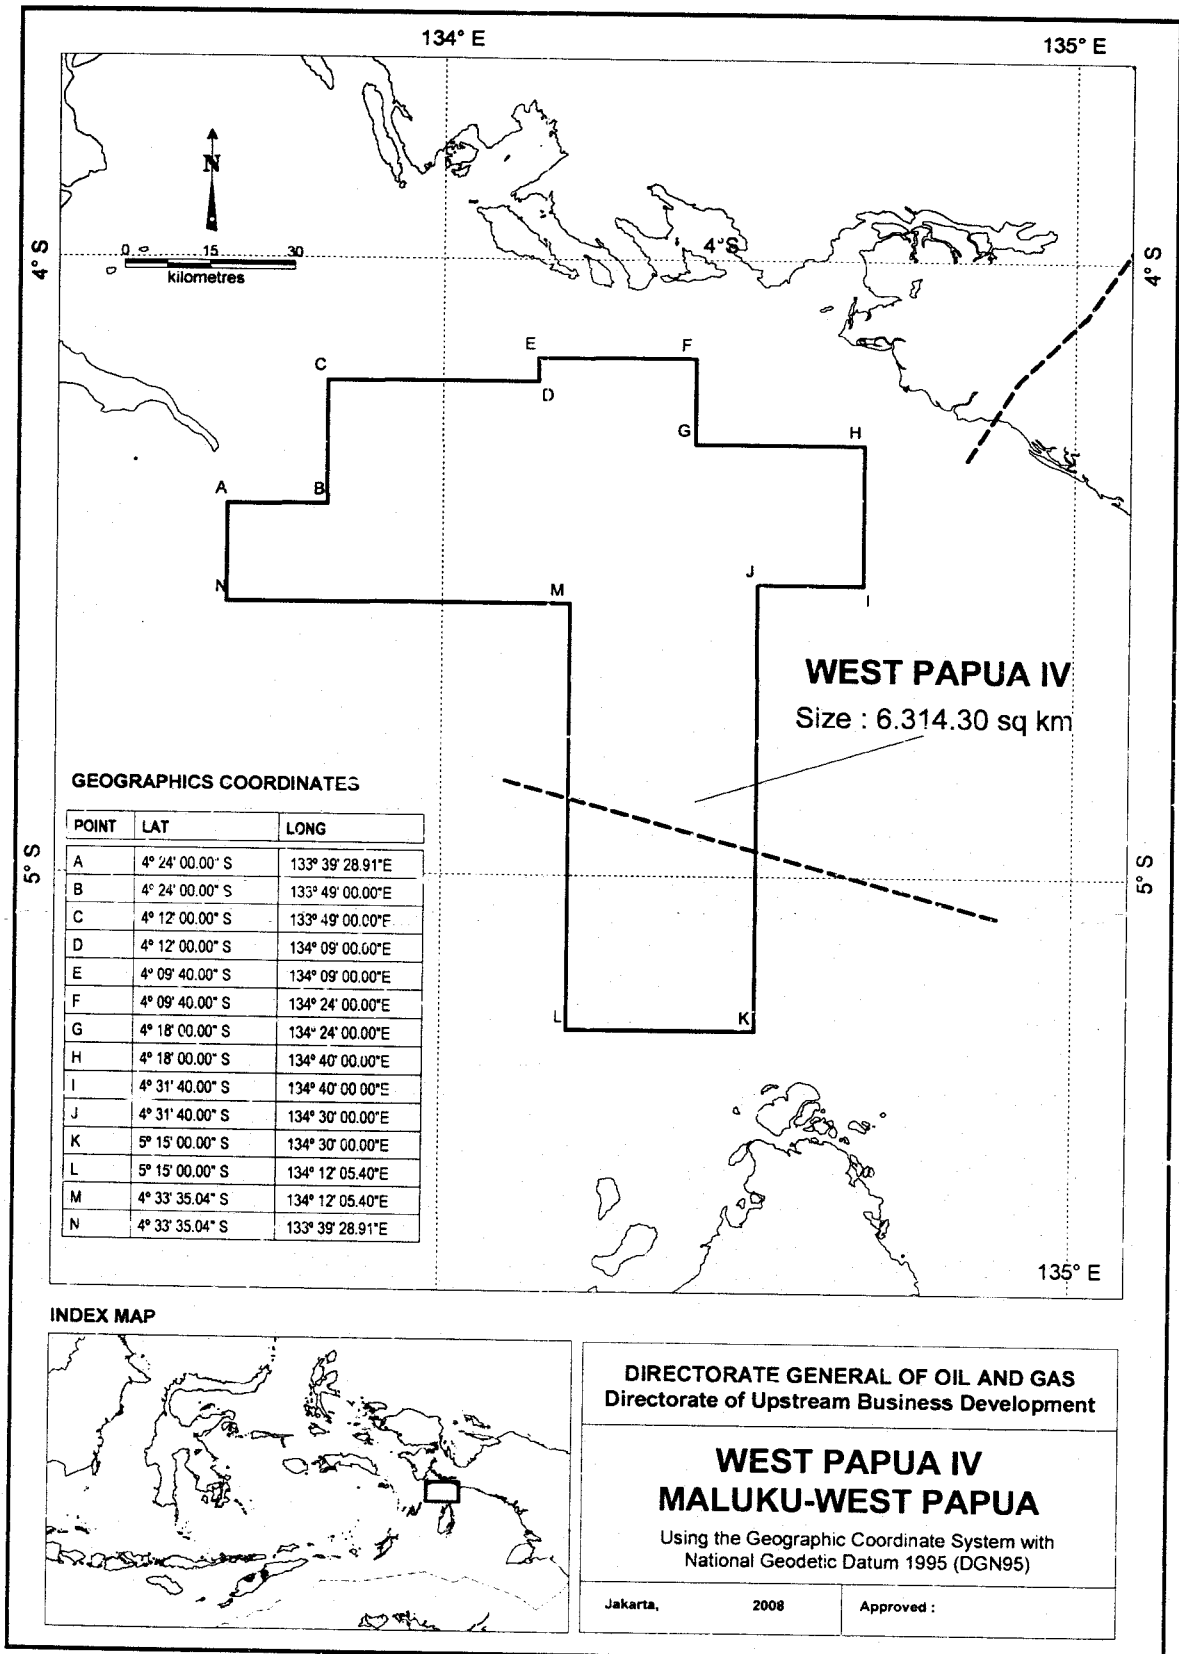 134° E
135° E
N
0 15 30
kilometres
4° S
4° S
4° S
E
F
C
D
G
H
A
B
J
N
M
I
WEST PAPUA IV
Size : 6.314.30 sq km
GEOGRAPHICS COORDINATES
POINT LAT LONG
A 4° 24' 00.00" S 133° 39' 28.91"E
B 4° 24' 00.00" S 133° 49' 00.00"E
C 4° 12' 00.00" S 133° 49' 00.00"E
D 4° 12' 00.00" S 134° 09' 00.00"E
E 4° 09' 40.00" S 134° 09' 00.00"E
F 4° 09' 40.00" S 134° 24' 00.00"E
G 4° 18' 00.00" S 134° 24' 00.00"E
H 4° 18' 00.00" S 134° 40' 00.00"E
I 4° 31' 40.00" S 134° 40' 00 00"E
J 4° 31' 40.00" S 134° 30' 00.00"E
K 5° 15' 00.00" S 134° 30' 00.00"E
L 5° 15' 00.00" S 134° 12' 05.40"E
M 4° 33' 35.04" S 134° 12' 05.40"E
N 4° 33' 35.04" S 133° 39' 28.91"E
5° S
5° S
L
K
135° E
INDEX MAP
DIRECTORATE GENERAL OF OIL AND GAS
Directorate of Upstream Business Development
WEST PAPUA IV
MALUKU-WEST PAPUA
Using the Geographic Coordinate System with
National Geodetic Datum 1995 (DGN95)
Jakarta, 2008 Approved :